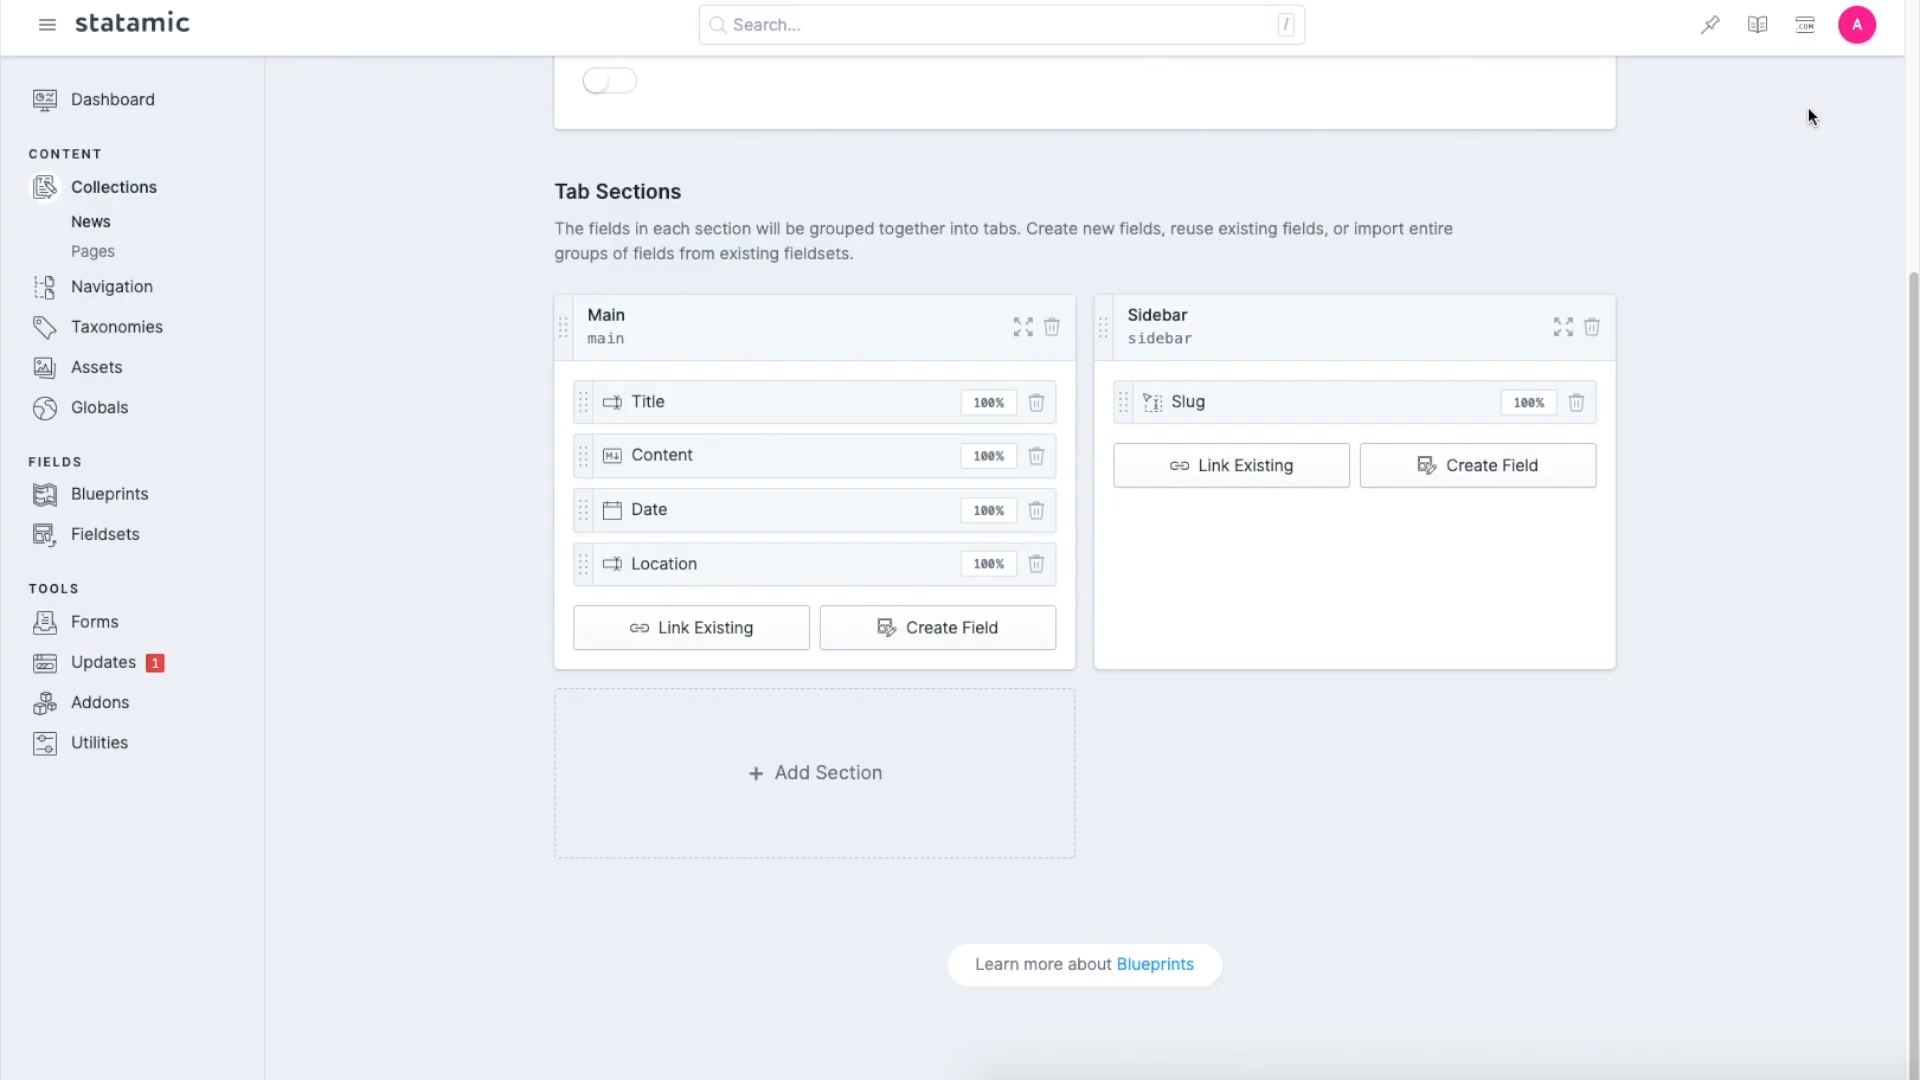 statamic
Search...
/
.COM
A
Dashboard
CONTENT
Collections
News
Pages
Navigation
Taxonomies
Assets
Globals
FIELDS
Blueprints
Fieldsets
TOOLS
Forms
Updates 1
Addons
Utilities
Tab Sections
The fields in each section will be grouped together into tabs. Create new fields, reuse existing fields, or import entire
groups of fields from existing fieldsets.
Main
main
Title 100%
M↓ Content 100%
Date 100%
Location 100%
Link Existing Create Field
Sidebar
sidebar
Slug 100%
Link Existing Create Field
+ Add Section
Learn more about Blueprints